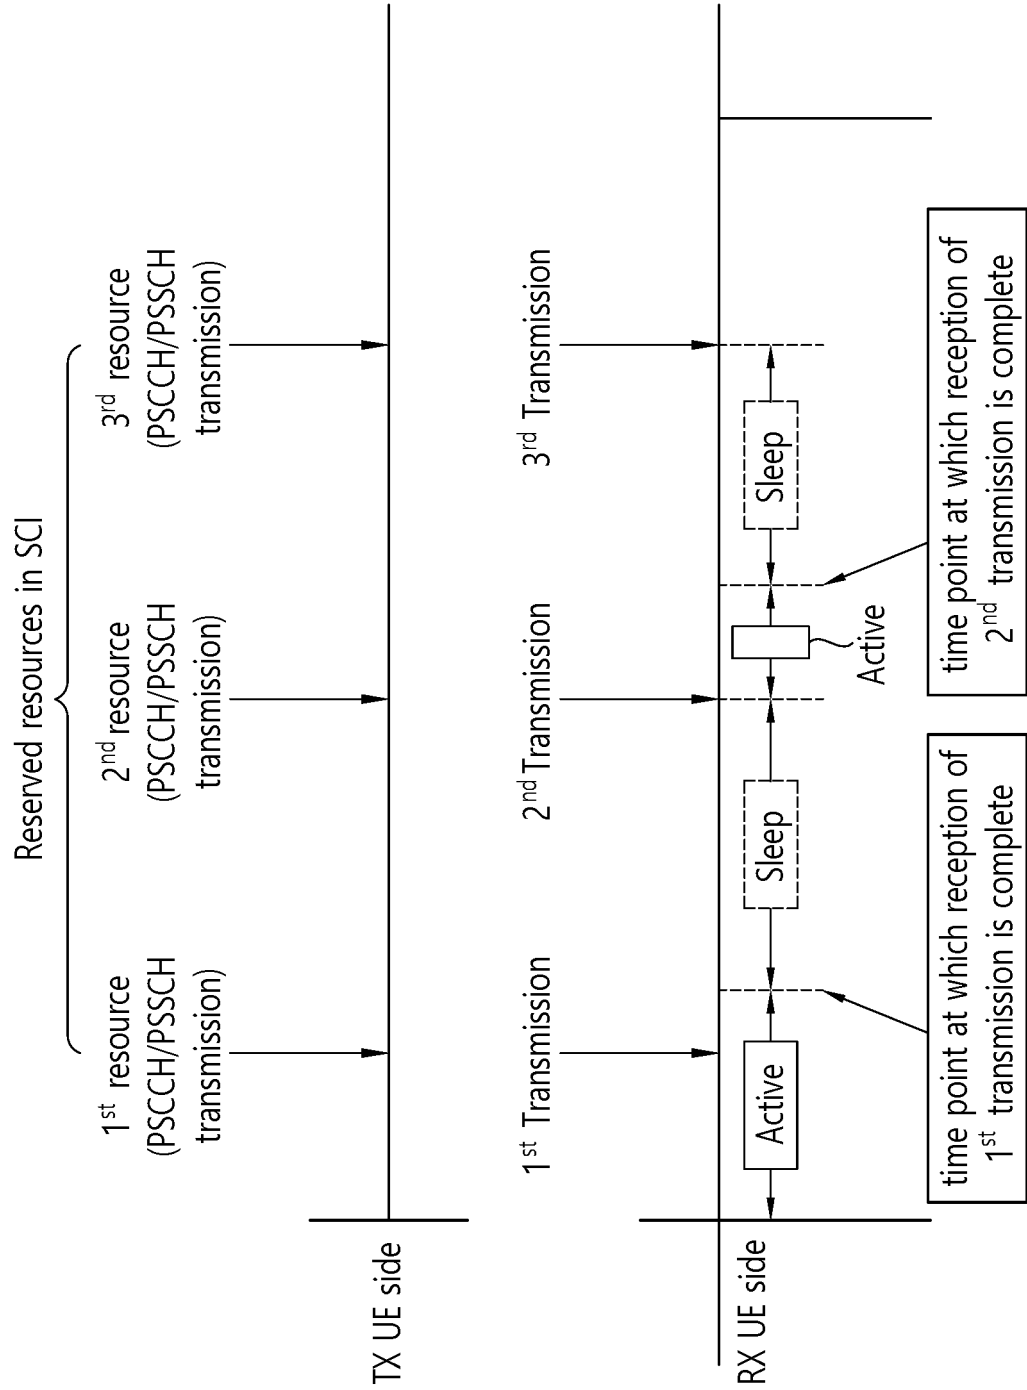 Reserved resources in SCI
1st resource
(PSCCH/PSSCH
transmission)
2nd resource
(PSCCH/PSSCH
transmission)
3rd resource
(PSCCH/PSSCH
transmission)
TX UE side
1st Transmission
2nd Transmission
3rd Transmission
RX UE side
Active
Sleep
Active
Sleep
time point at which reception of
1st transmission is complete
time point at which reception of
2nd transmission is complete